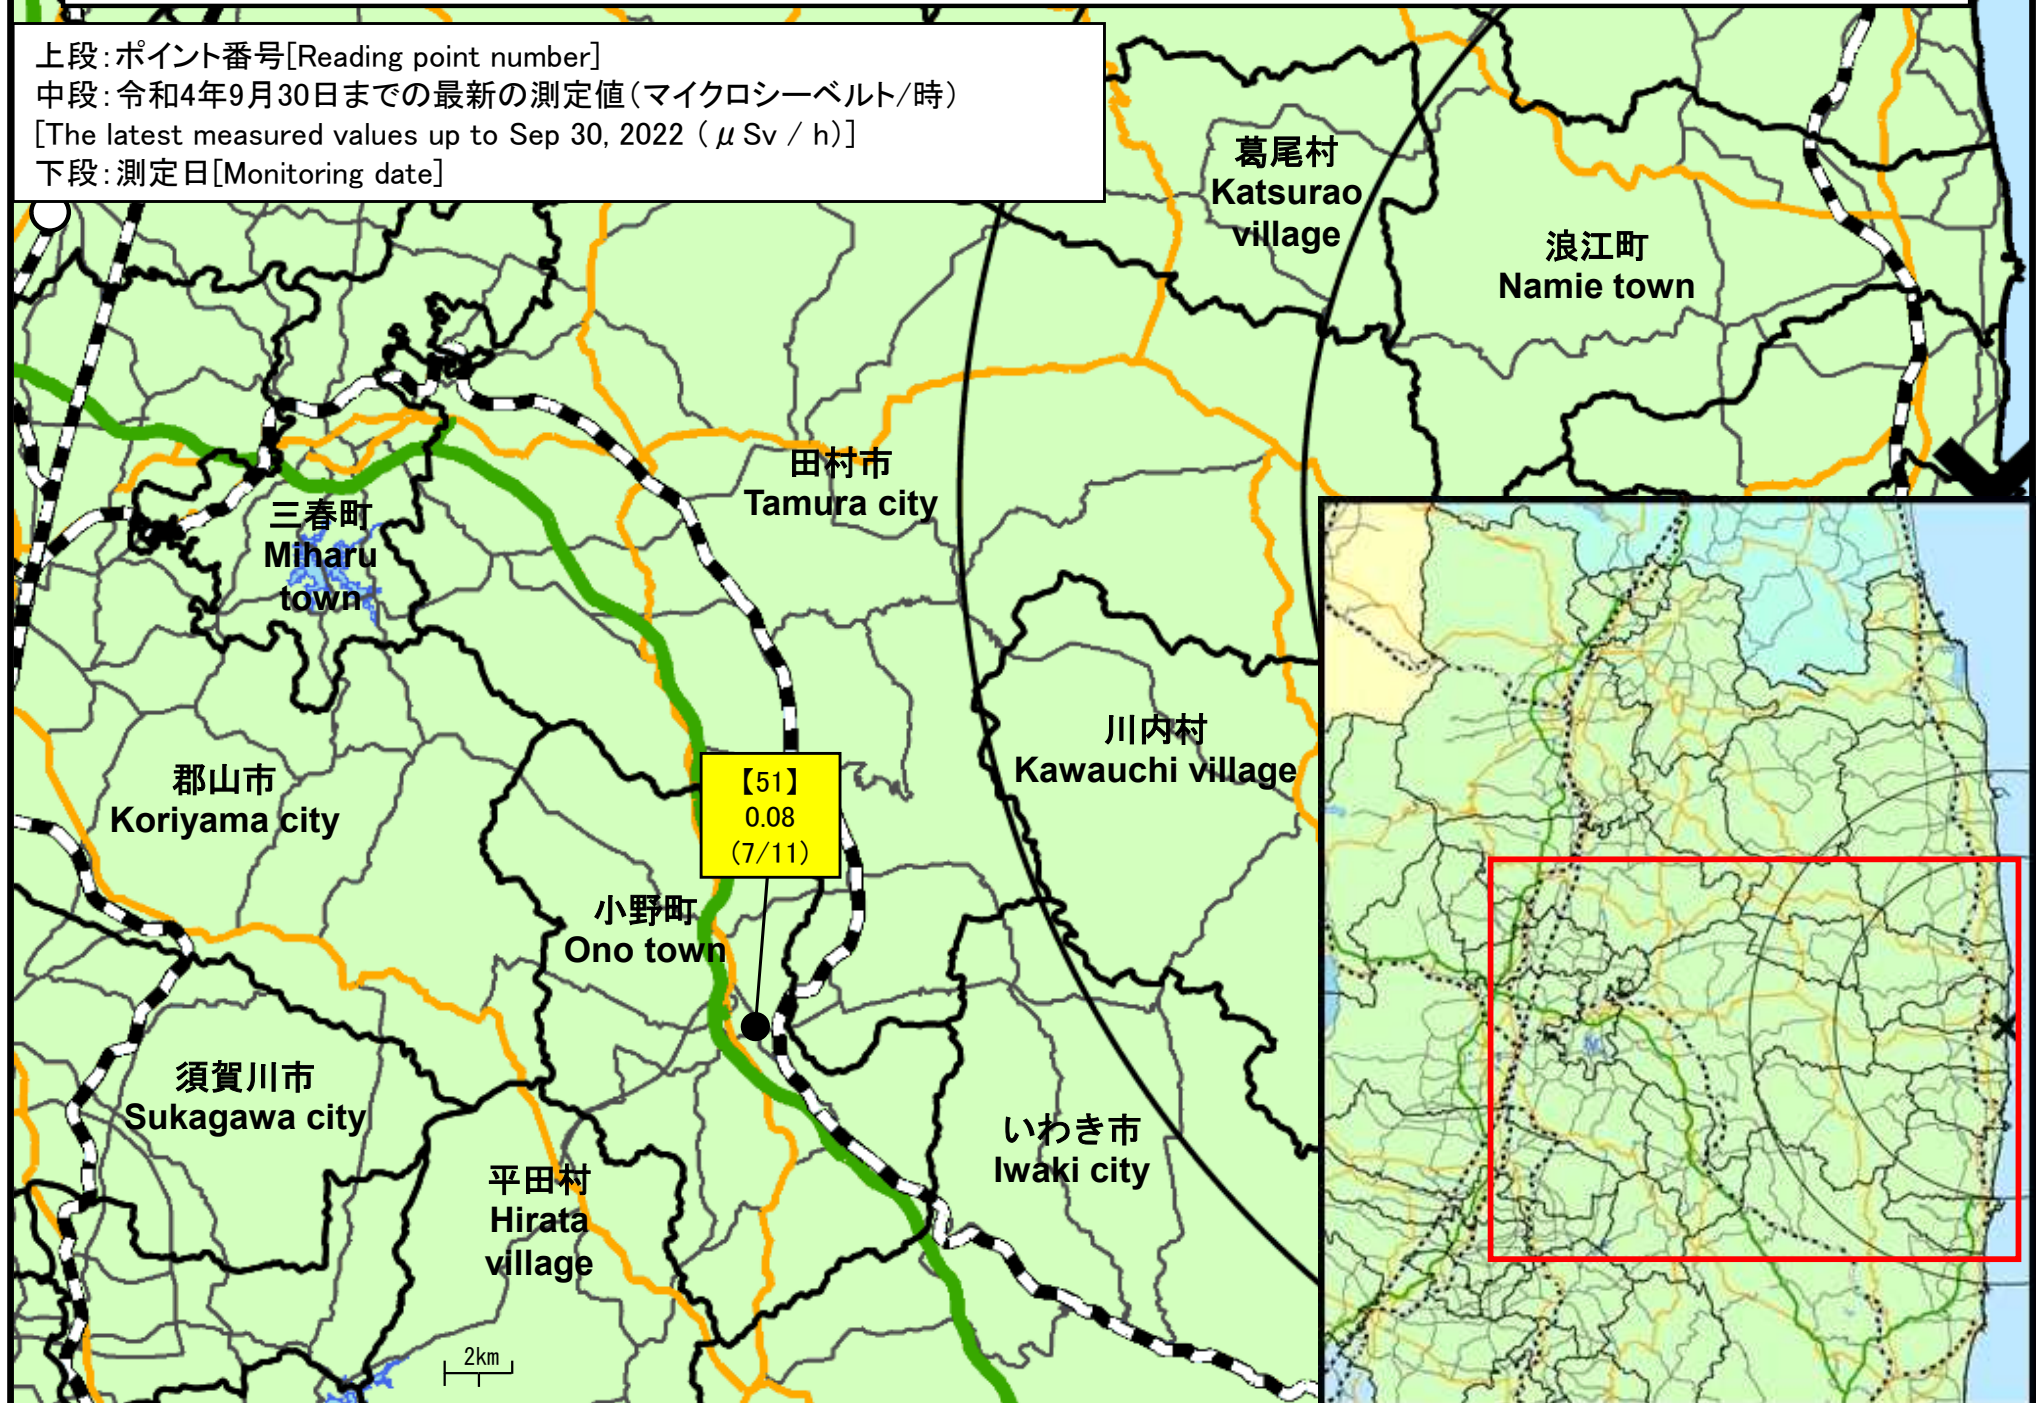 上段：ポイント番号[Reading point number]
中段：令和4年9月30日までの最新の測定値（マイクロシーベルト/時）
[The latest measured values up to Sep 30, 2022 (μSv / h)]
下段：測定日[Monitoring date]
葛尾村
Katsurao
village
浪江町
Namie town
田村市
Tamura city
三春町
Miharu
town
川内村
Kawauchi village
郡山市
Koriyama city
【51】
0.08
(7/11)
小野町
Ono town
須賀川市
Sukagawa city
いわき市
Iwaki city
平田村
Hirata
village
2km